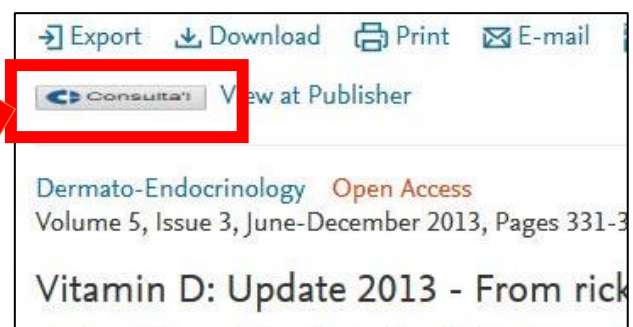 Export Download Print E-mail
Consulta'l View at Publisher
Dermato-Endocrinology Open Access
Volume 5, Issue 3, June-December 2013, Pages 331-3
Vitamin D: Update 2013 - From rick